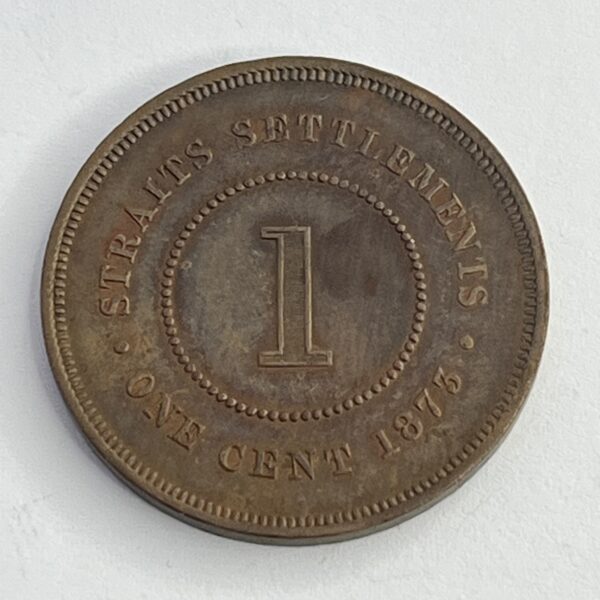 STRAITS SETTLEMENTS
1
• ONE CENT 1873 •